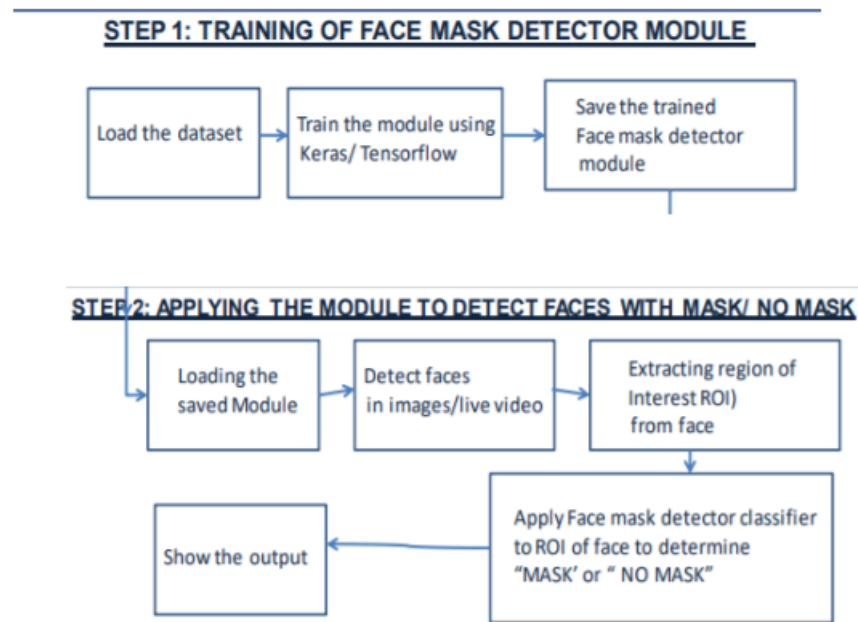 STEP 1: TRAINING OF FACE MASK DETECTOR MODULE
Load the dataset
Train the module using
Keras/ Tensorflow
Save the trained
Face mask detector
module
STEP 2: APPLYING THE MODULE TO DETECT FACES WITH MASK/ NO MASK
Loading the
saved Module
Detect faces
in images/live video
Extracting region of
Interest ROI)
from face
Apply Face mask detector classifier
to ROI of face to determine
“MASK’ or “ NO MASK”
Show the output